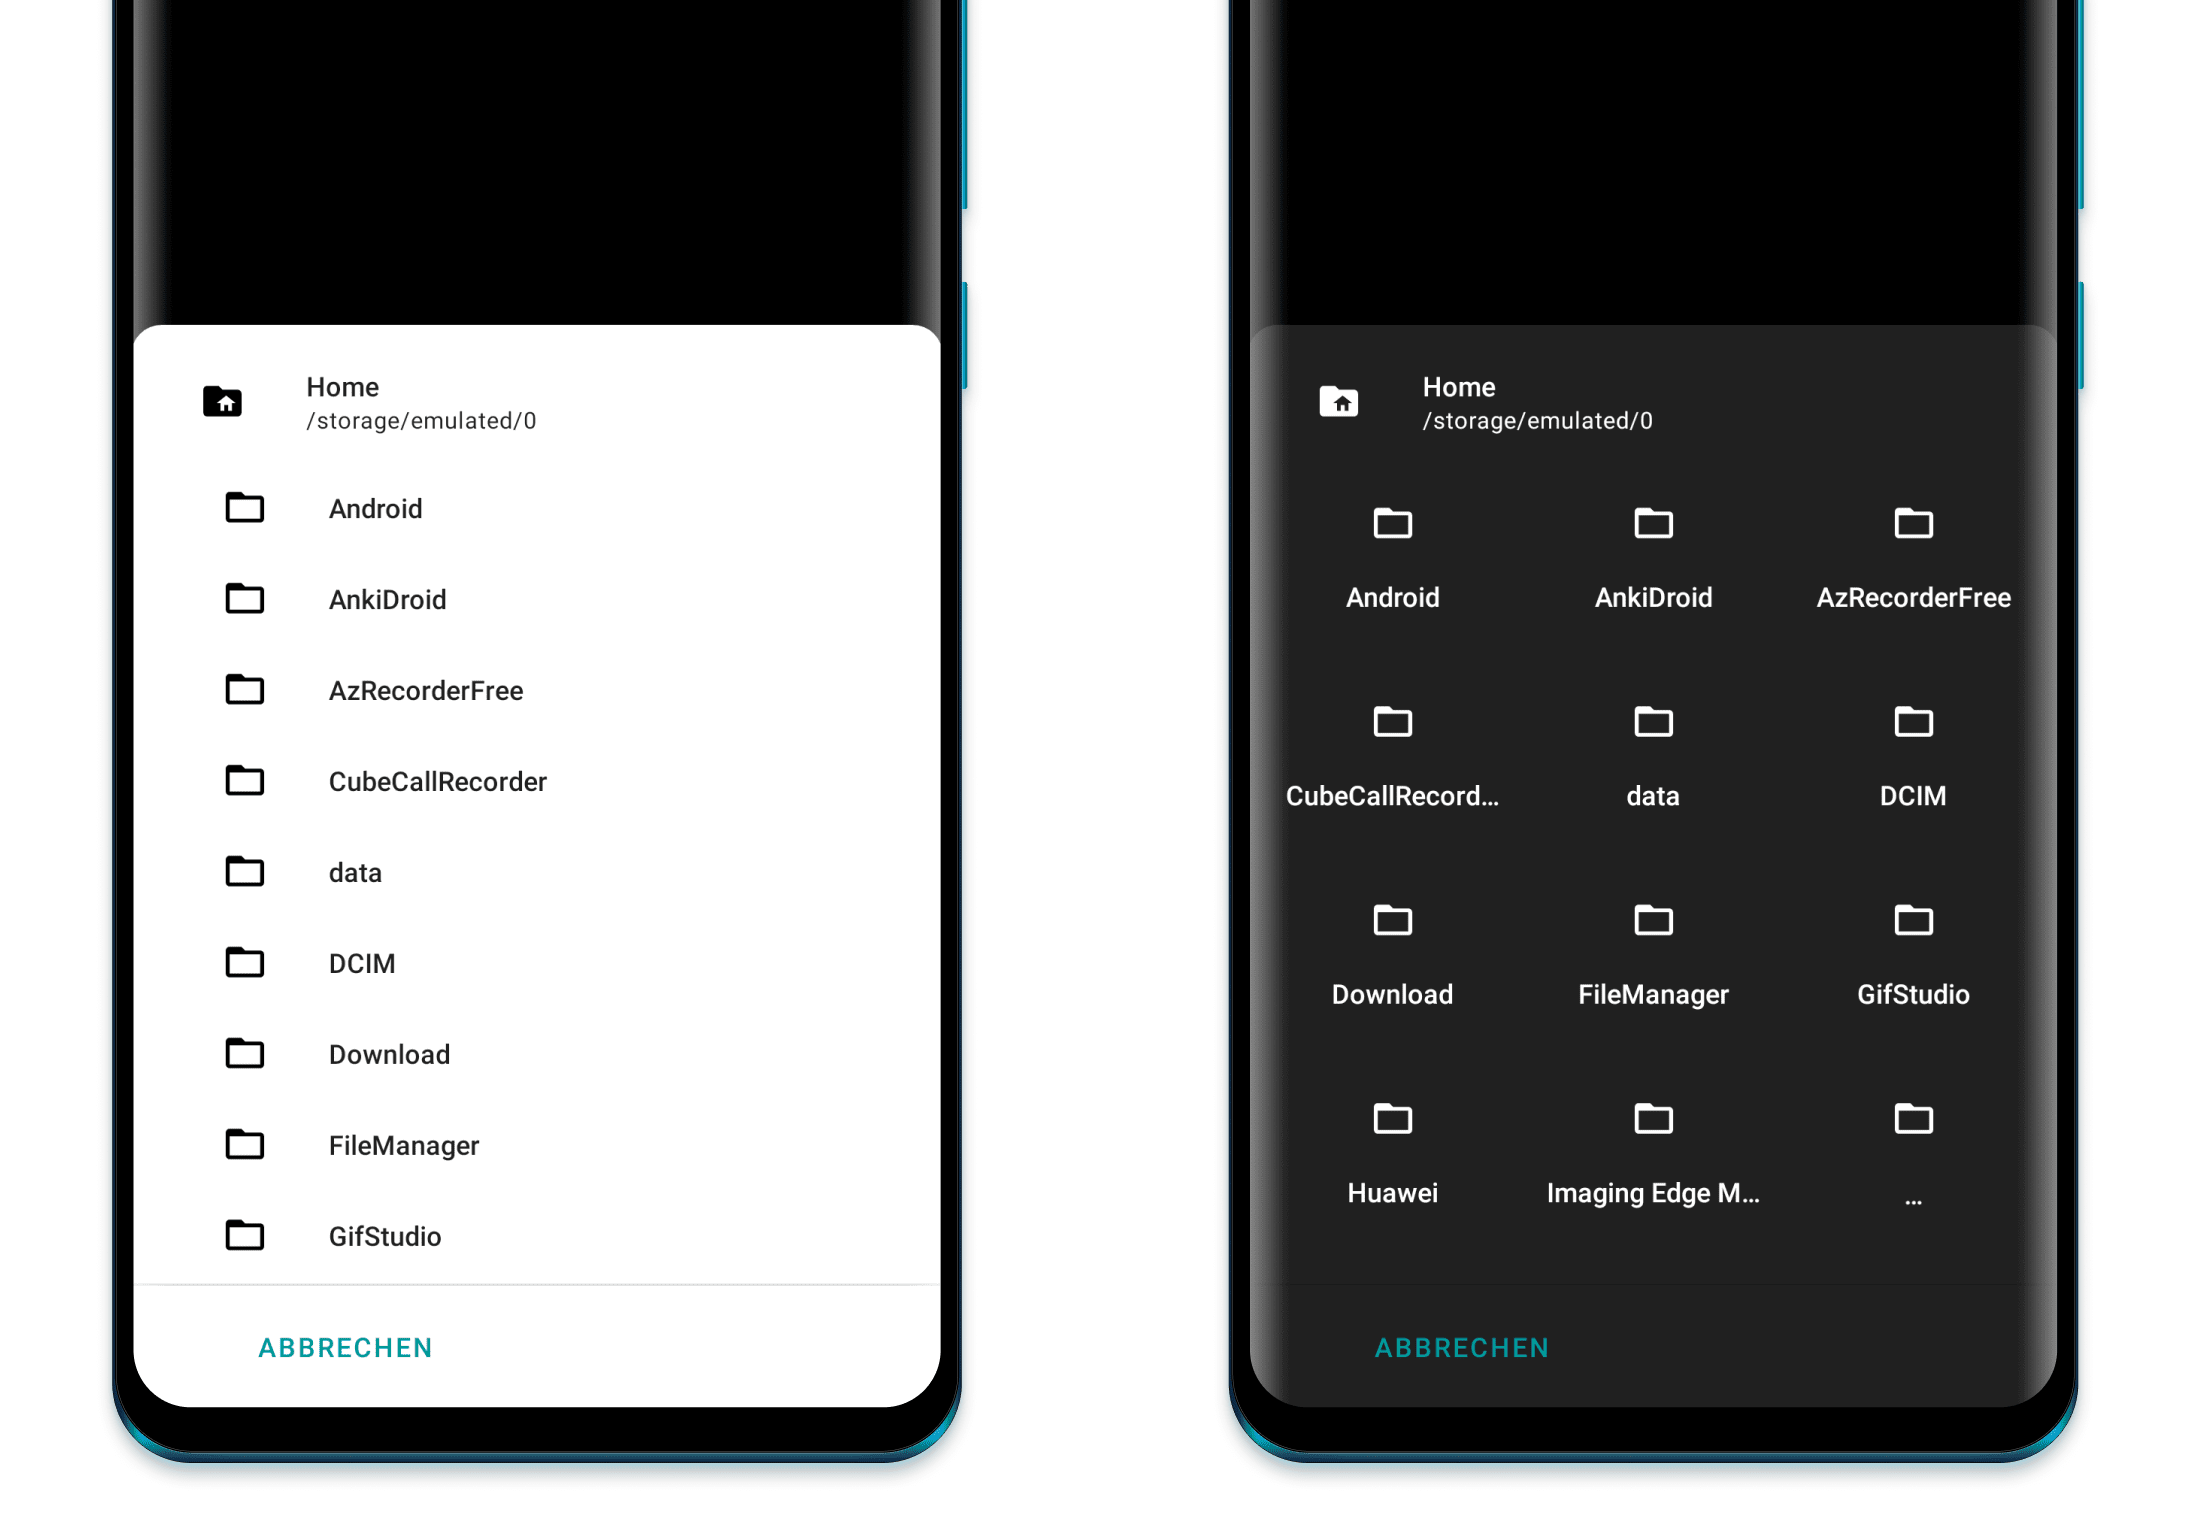 Home
/storage/emulated/0
Android
AnkiDroid
AzRecorderFree
CubeCallRecorder
data
DCIM
Download
FileManager
GifStudio
ABBRECHEN
Home
/storage/emulated/0
Android AnkiDroid AzRecorderFree
CubeCallRecord... data DCIM
Download FileManager GifStudio
Huawei Imaging Edge M... ...
ABBRECHEN